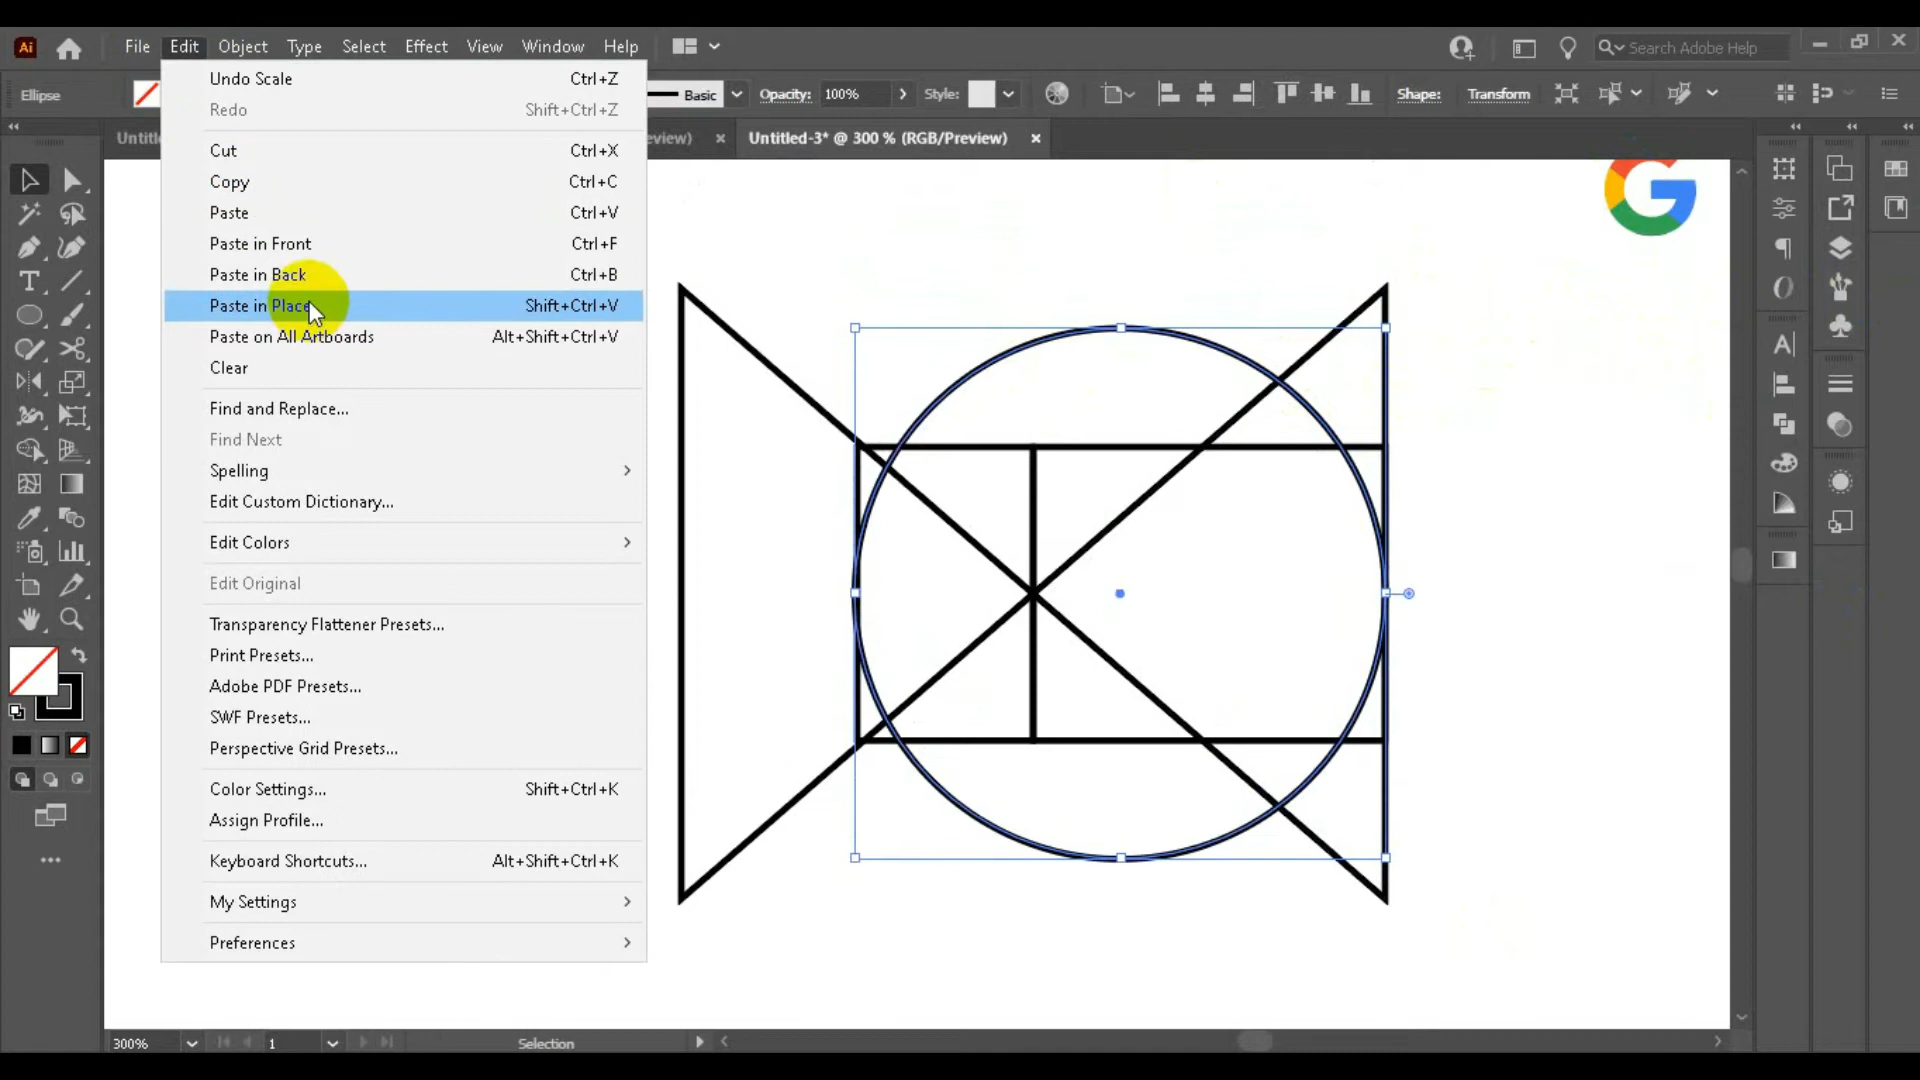 Ai File Edit Object Type Select Effect View Window Help Search Adobe Help
Ellipse Basic Opacity: 100% Style: Shape: Transform
Untitl eview) × Untitled-3* @ 300 % (RGB/Preview) ×
Undo Scale Ctrl+Z
Redo Shift+Ctrl+Z
Cut Ctrl+X
Copy Ctrl+C
Paste Ctrl+V
Paste in Front Ctrl+F
Paste in Back Ctrl+B
Paste in Place Shift+Ctrl+V
Paste on All Artboards Alt+Shift+Ctrl+V
Clear
Find and Replace...
Find Next
Spelling
Edit Custom Dictionary...
Edit Colors
Edit Original
Transparency Flattener Presets...
Print Presets...
Adobe PDF Presets...
SWF Presets...
Perspective Grid Presets...
Color Settings... Shift+Ctrl+K
Assign Profile...
Keyboard Shortcuts... Alt+Shift+Ctrl+K
My Settings
Preferences
G
300% 1 Selection